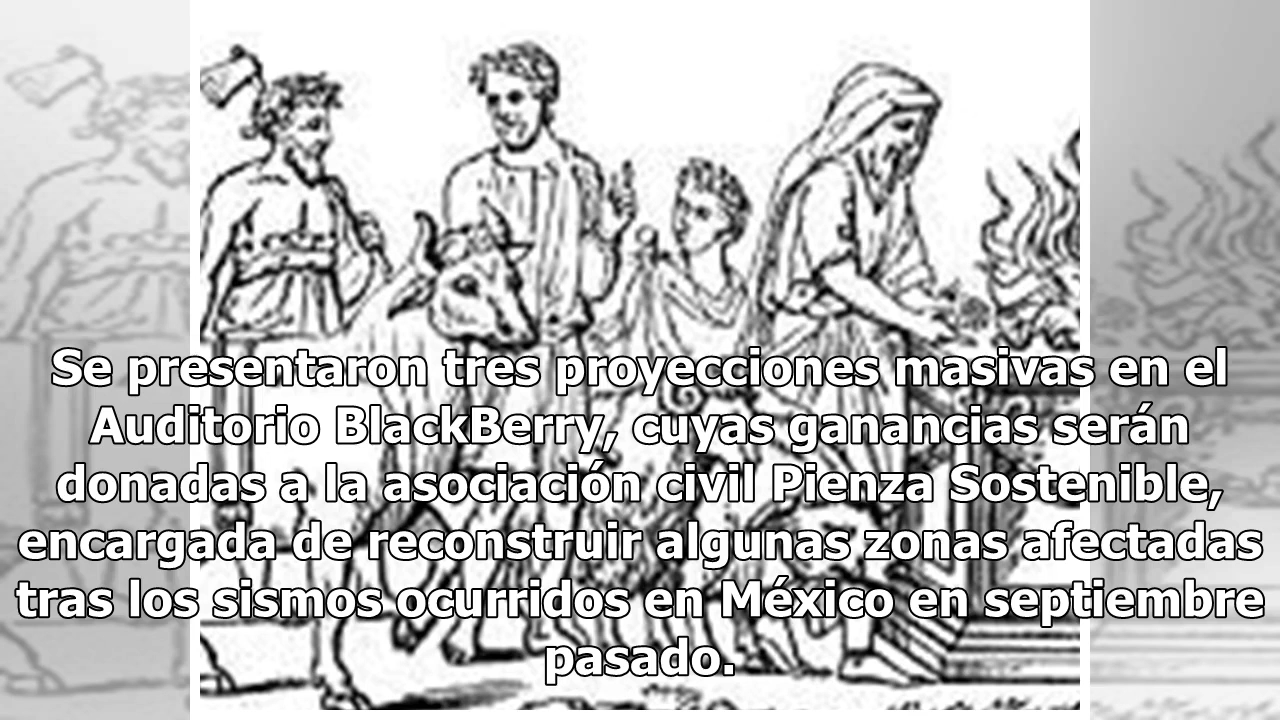 Se presentaron tres proyecciones masivas en el
Auditorio BlackBerry, cuyas ganancias serán
donadas a la asociación civil Pienza Sostenible,
encargada de reconstruir algunas zonas afectadas
tras los sismos ocurridos en México en septiembre
pasado.